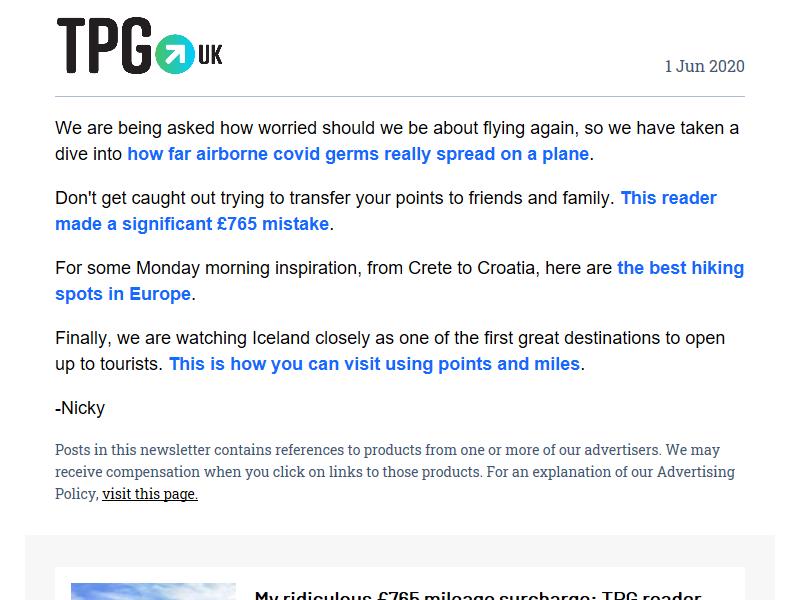 TPG UK
1 Jun 2020
We are being asked how worried should we be about flying again, so we have taken a
dive into how far airborne covid germs really spread on a plane.
Don't get caught out trying to transfer your points to friends and family. This reader
made a significant £765 mistake.
For some Monday morning inspiration, from Crete to Croatia, here are the best hiking
spots in Europe.
Finally, we are watching Iceland closely as one of the first great destinations to open
up to tourists. This is how you can visit using points and miles.
-Nicky
Posts in this newsletter contains references to products from one or more of our advertisers. We may
receive compensation when you click on links to those products. For an explanation of our Advertising
Policy, visit this page.
My ridiculous £765 mileage surcharge: TPG reader